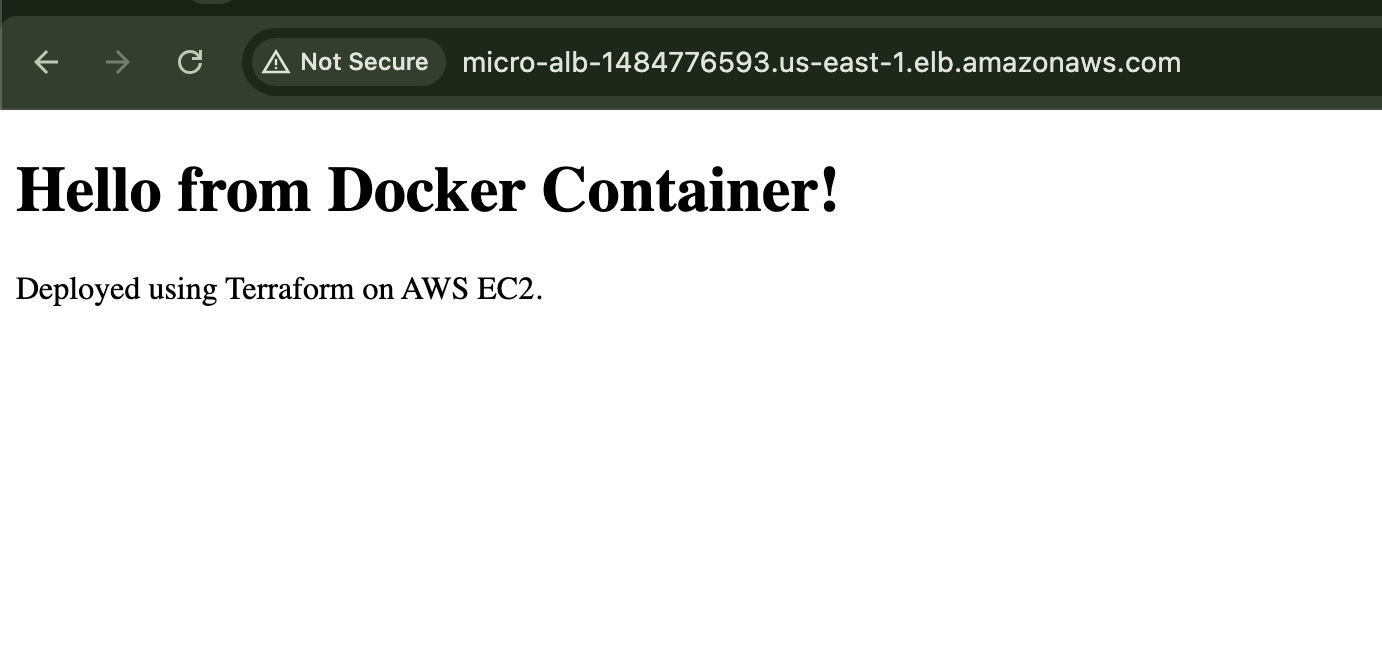 Not Secure micro-alb-1484776593.us-east-1.elb.amazonaws.com
Hello from Docker Container!
Deployed using Terraform on AWS EC2.